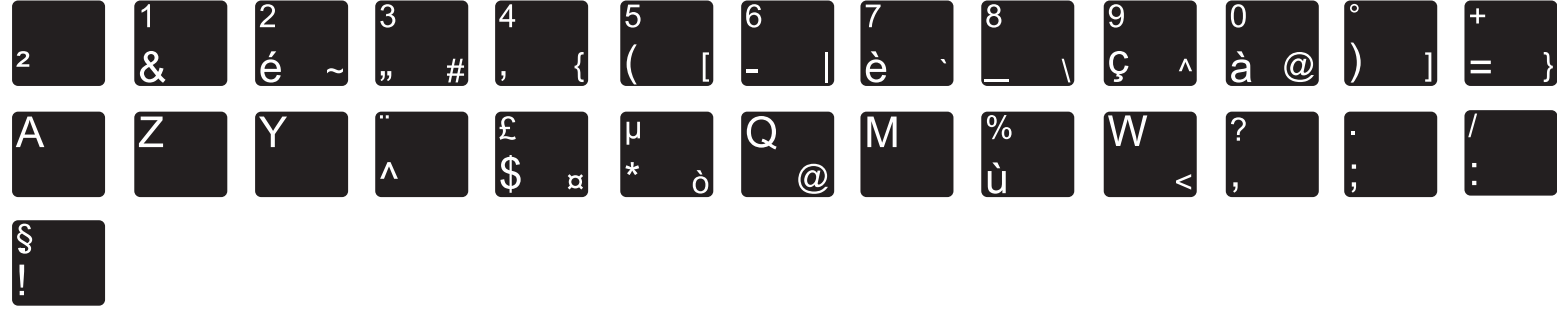 1 2 3 4 5 6 7 8 9 0 ° +
² & é ~ „ # , { ( [ - | è ` _ \ ç ^ à @ ) ] = }
A Z Y ¨ £ µ Q M % W ? . /
^ $ ¤ * ò @ ù < , ; :
§
!